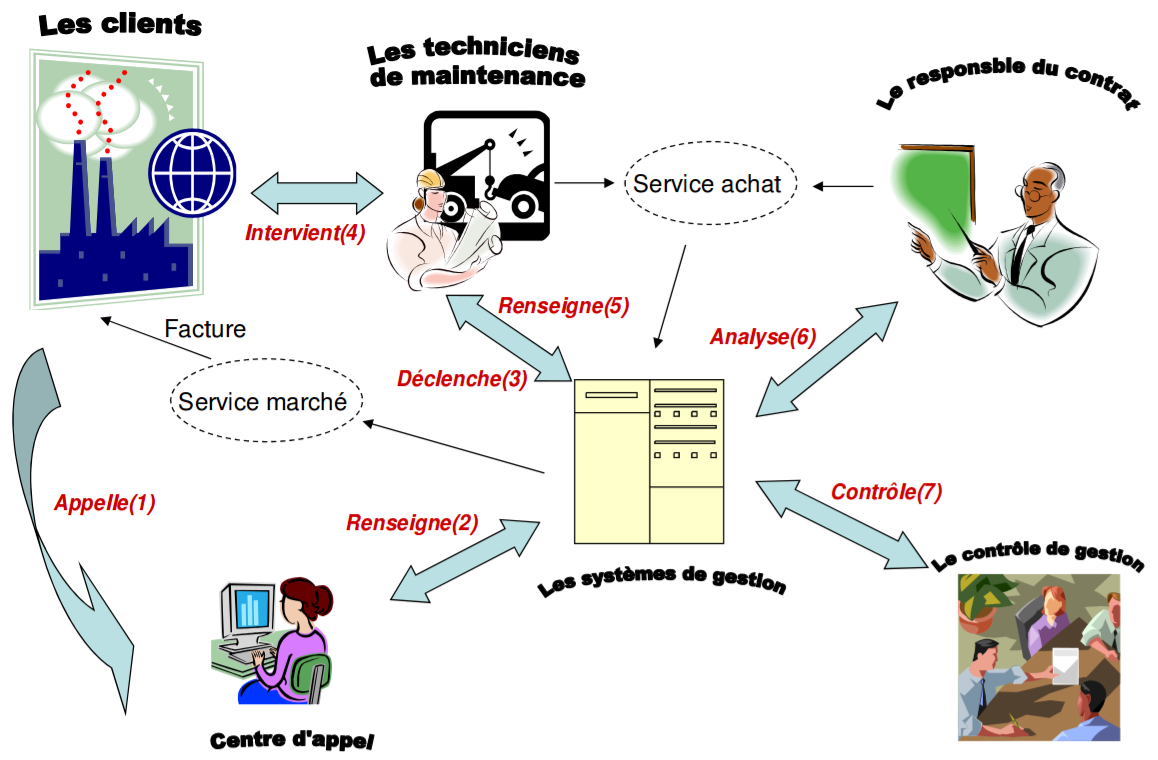 Les clients
Les techniciens
de maintenance
Le responsble du contrat
Service achat
Intervient(4)
Renseigne(5)
Facture
Analyse(6)
Déclenche(3)
Service marché
Appelle(1)
Contrôle(7)
Renseigne(2)
Le contrôle de gestion
Les systèmes de gestion
Centre d'appel